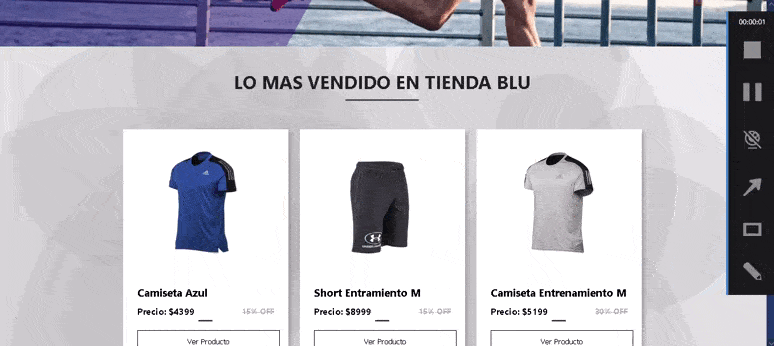 00:00:01
LO MAS VENDIDO EN TIENDA BLU
Camiseta Azul
Precio: $4399 15% OFF
Ver Producto
Short Entramiento M
Precio: $8999 15% OFF
Ver Producto
Camiseta Entrenamiento M
Precio: $5199 30% OFF
Ver Producto